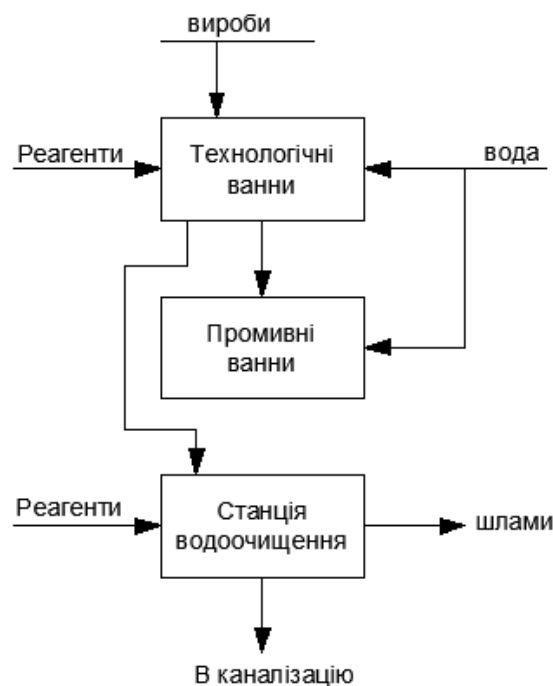 вироби
Реагенти
Технологічні
ванни
вода
Промивні
ванни
Реагенти
Станція
водоочищення
шлами
В каналізацію